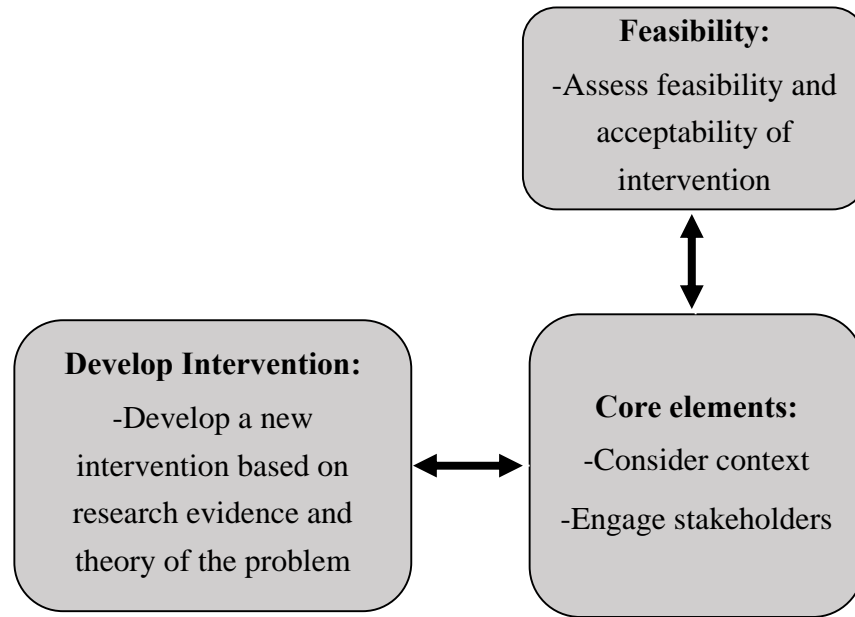 Feasibility:
-Assess feasibility and
acceptability of
intervention
Develop Intervention:
-Develop a new
intervention based on
research evidence and
theory of the problem
Core elements:
-Consider context
-Engage stakeholders